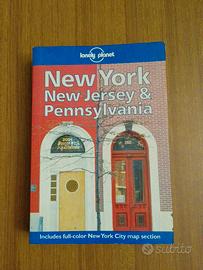 lonely planet
New York
New Jersey &
Pennsylvania
Includes full-color New York City map section
subito